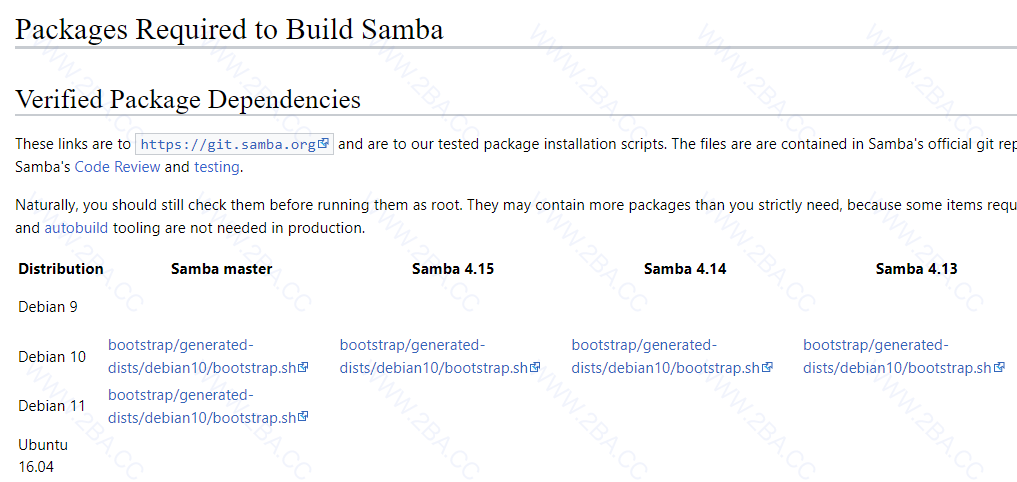 Packages Required to Build Samba
Verified Package Dependencies
These links are to https://git.samba.org and are to our tested package installation scripts. The files are are contained in Samba's official git
Samba's Code Review and testing.
Naturally, you should still check them before running them as root. They may contain more packages than you strictly need, because some items
and autobuild tooling are not needed in production.
Distribution Samba master Samba 4.15 Samba 4.14 Samba 4.13
Debian 9
Debian 10 bootstrap/generated- bootstrap/generated- bootstrap/generated- bootstrap/generated-
dists/debian10/bootstrap.sh dists/debian10/bootstrap.sh dists/debian10/bootstrap.sh dists/debian10/bootstrap.sh
Debian 11 bootstrap/generated-
dists/debian10/bootstrap.sh
Ubuntu
16.04
WWW.2BA.CC